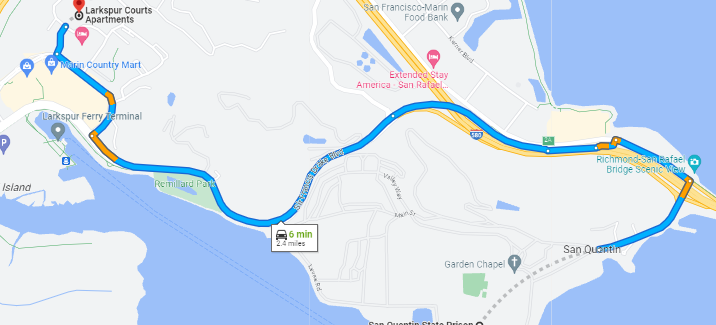 San Francisco-Marin
Food Bank
Larkspur Courts
Apartments
Kerner Blvd
Marin Country Mart
Extended Stay
America - San Rafael...
Larkspur Ferry Terminal
580
Richmond-San Rafael
Bridge Scenic View
Sir Francis Drake Blvd
Island
Remillard Park
Valley Way
Main St
6 min
2.4 miles
San Quentin
Garden Chapel
San Quentin State Prison